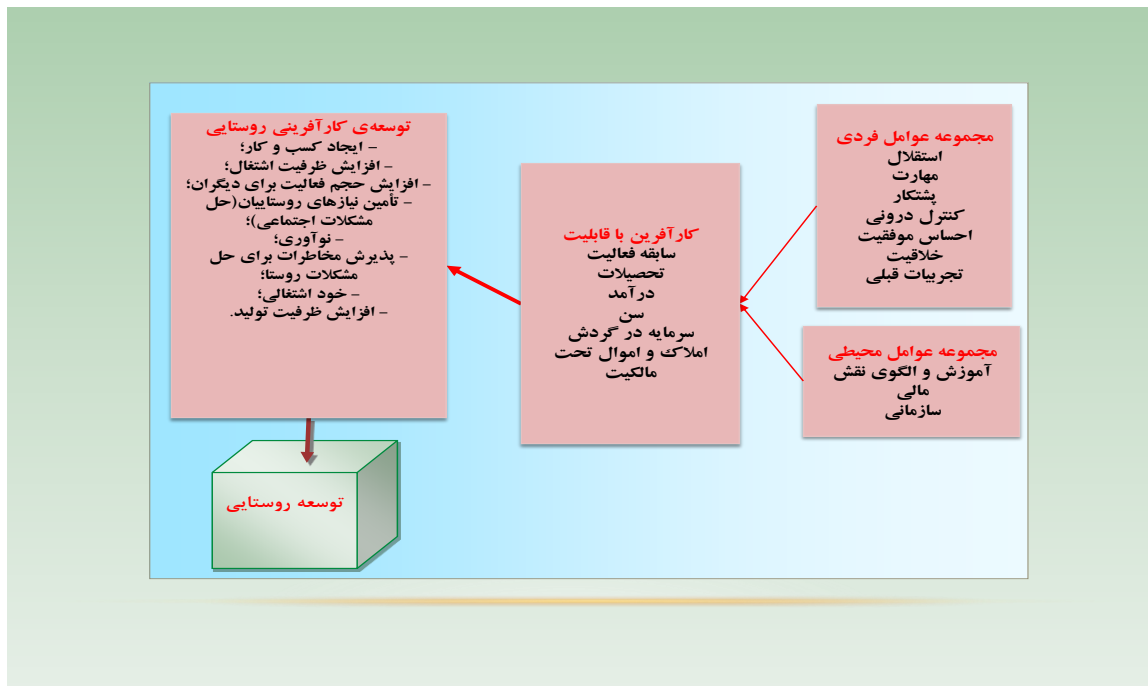 مجموعه عوامل فردی
استقلال
مهارت
پشتکار
کنترل درونی
احساس موفقیت
خلاقیت
تجربیات قبلی
مجموعه عوامل محیطی
آموزش و الگوی نقش
مالی
سازمانی
کارآفرین با قابلیت
سابقه فعالیت
تحصیلات
درآمد
سن
سرمایه در گردش
املاک و اموال تحت
مالکیت
توسعه‌ی کارآفرینی روستایی
– ایجاد کسب و کار؛
– افزایش ظرفیت اشتغال؛
– افزایش حجم فعالیت برای دیگران؛
– تأمین نیازهای روستاییان(حل
مشکلات اجتماعی)؛
– نوآوری؛
– پذیرش مخاطرات برای حل
مشکلات روستا؛
– خود اشتغالی؛
– افزایش ظرفیت تولید.
توسعه روستایی